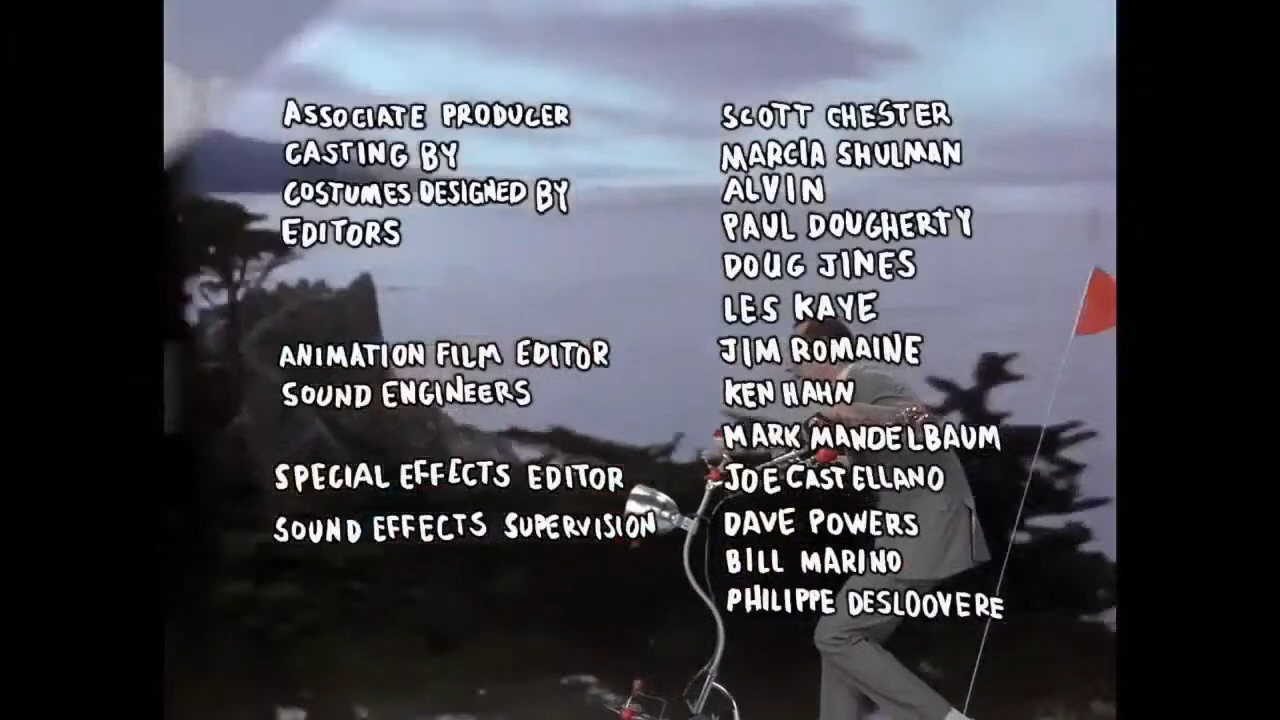 ASSOCIATE PRODUCER SCOTT CHESTER
CASTING BY MARCIA SHULMAN
COSTUMES DESIGNED BY ALVIN
EDITORS PAUL DOUGHERTY
DOUG JINES
LES KAYE
ANIMATION FILM EDITOR JIM ROMAINE
SOUND ENGINEERS KEN HAHN
MARK MANDELBAUM
SPECIAL EFFECTS EDITOR JOE CASTELLANO
SOUND EFFECTS SUPERVISION DAVE POWERS
BILL MARINO
PHILIPPE DESLOOVERE